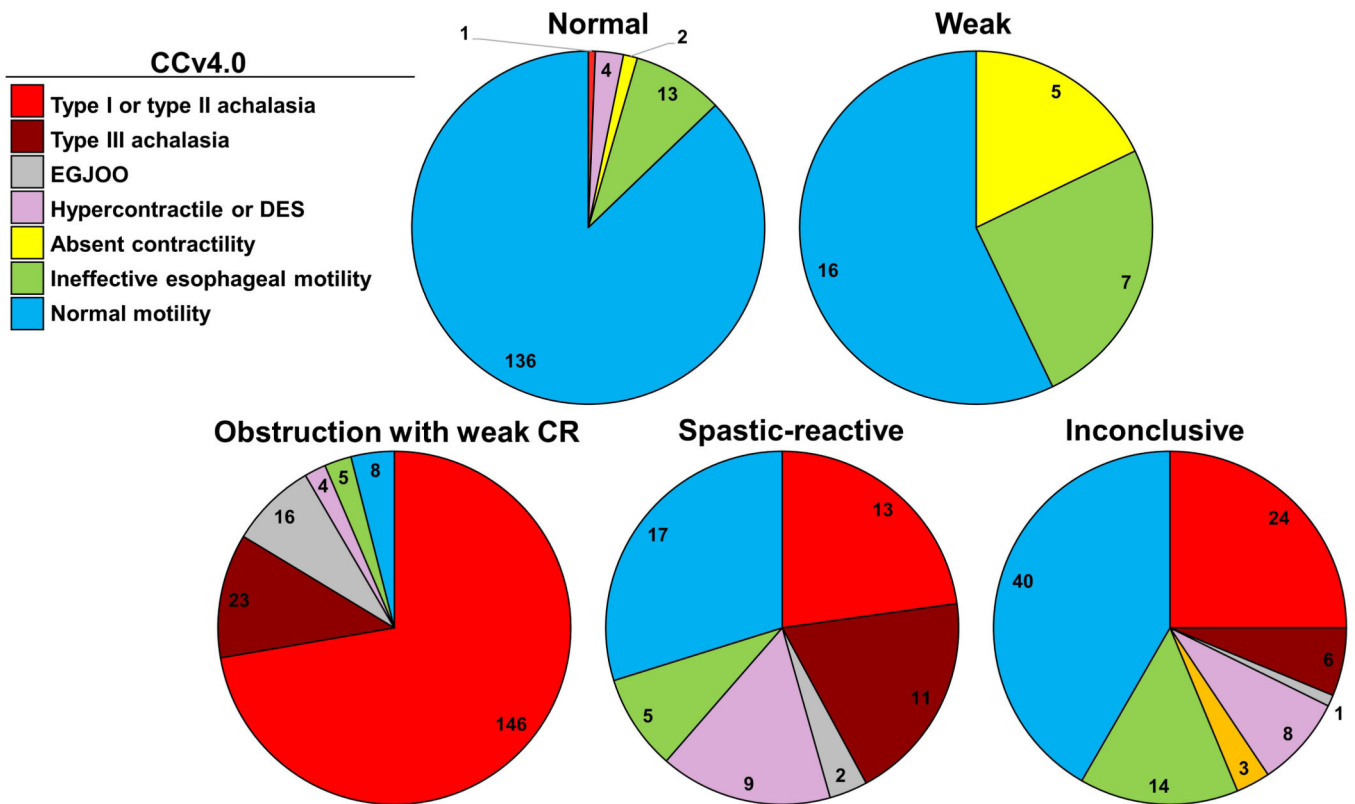 CCv4.0
Type I or type II achalasia
Type III achalasia
EGJOO
Hypercontractile or DES
Absent contractility
Ineffective esophageal motility
Normal motility
Normal
1
4
2
13
136
Weak
5
7
16
Obstruction with weak CR
146
23
16
4
5
8
Spastic-reactive
13
11
2
9
5
17
Inconclusive
24
6
1
8
3
14
40